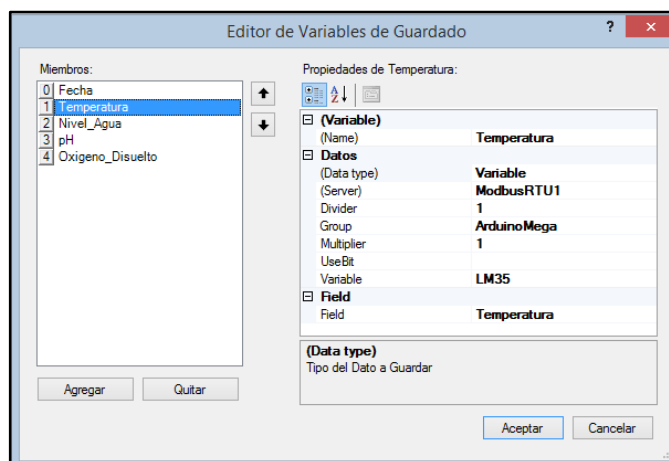 Editor de Variables de Guardado
?
Miembros:
0 Fecha
1 Temperatura
2 Nivel_Agua
3 pH
4 Oxigeno_Disuelto
Agregar Quitar
Propiedades de Temperatura:
(Variable)
(Name) Temperatura
Datos
(Data type) Variable
(Server) ModbusRTU1
Divider 1
Group ArduinoMega
Multiplier 1
UseBit
Variable LM35
Field
Field Temperatura
(Data type)
Tipo del Dato a Guardar
Aceptar Cancelar